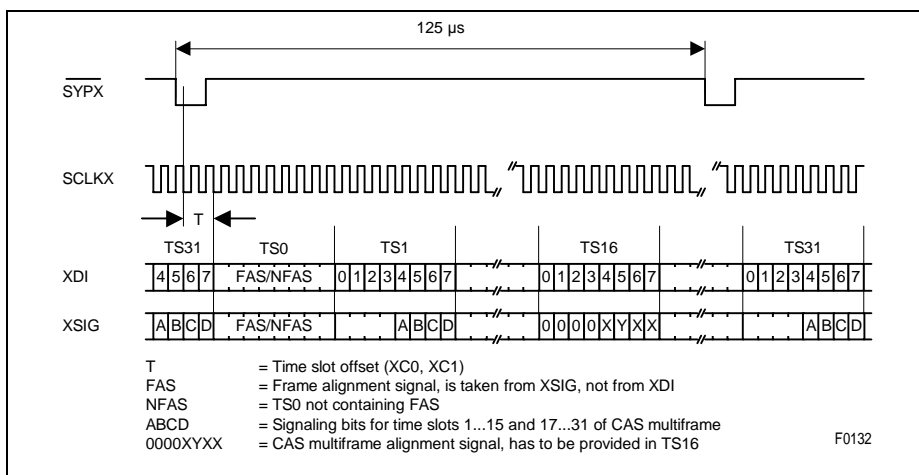 125 µs
SYPX
SCLKX
T
TS31 TS0 TS1 TS16 TS31
XDI 4 5 6 7 FAS/NFAS 0 1 2 3 4 5 6 7 0 1 2 3 4 5 6 7 0 1 2 3 4 5 6 7
XSIG A B C D FAS/NFAS A B C D 0 0 0 0 X Y X X A B C D
T = Time slot offset (XC0, XC1)
FAS = Frame alignment signal, is taken from XSIG, not from XDI
NFAS = TS0 not containing FAS
ABCD = Signaling bits for time slots 1...15 and 17...31 of CAS multiframe
0000XYXX = CAS multiframe alignment signal, has to be provided in TS16
F0132